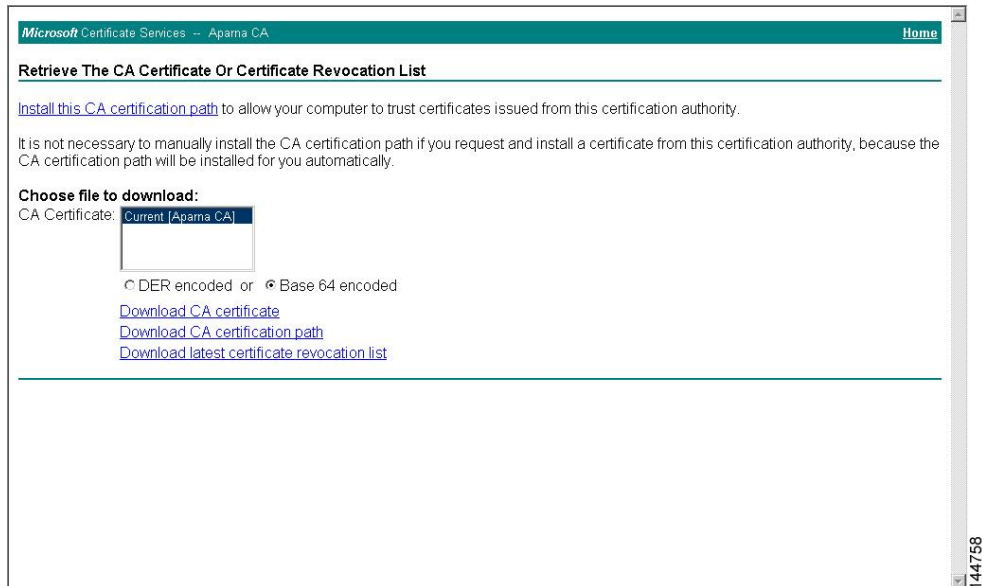 Microsoft Certificate Services -- Aparna CA Home
Retrieve The CA Certificate Or Certificate Revocation List
Install this CA certification path to allow your computer to trust certificates issued from this certification authority.
It is not necessary to manually install the CA certification path if you request and install a certificate from this certification authority, because the
CA certification path will be installed for you automatically.
Choose file to download:
CA Certificate: Current [Aparna CA]
DER encoded or Base 64 encoded
Download CA certificate
Download CA certification path
Download latest certificate revocation list
144758